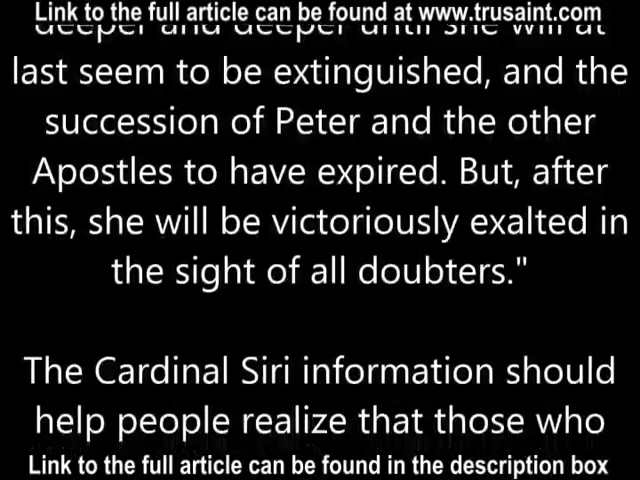 Link to the full article can be found at www.trusaint.com
deeper and deeper until she will at
last seem to be extinguished, and the
succession of Peter and the other
Apostles to have expired. But, after
this, she will be victoriously exalted in
the sight of all doubters."
The Cardinal Siri information should
help people realize that those who
Link to the full article can be found in the description box